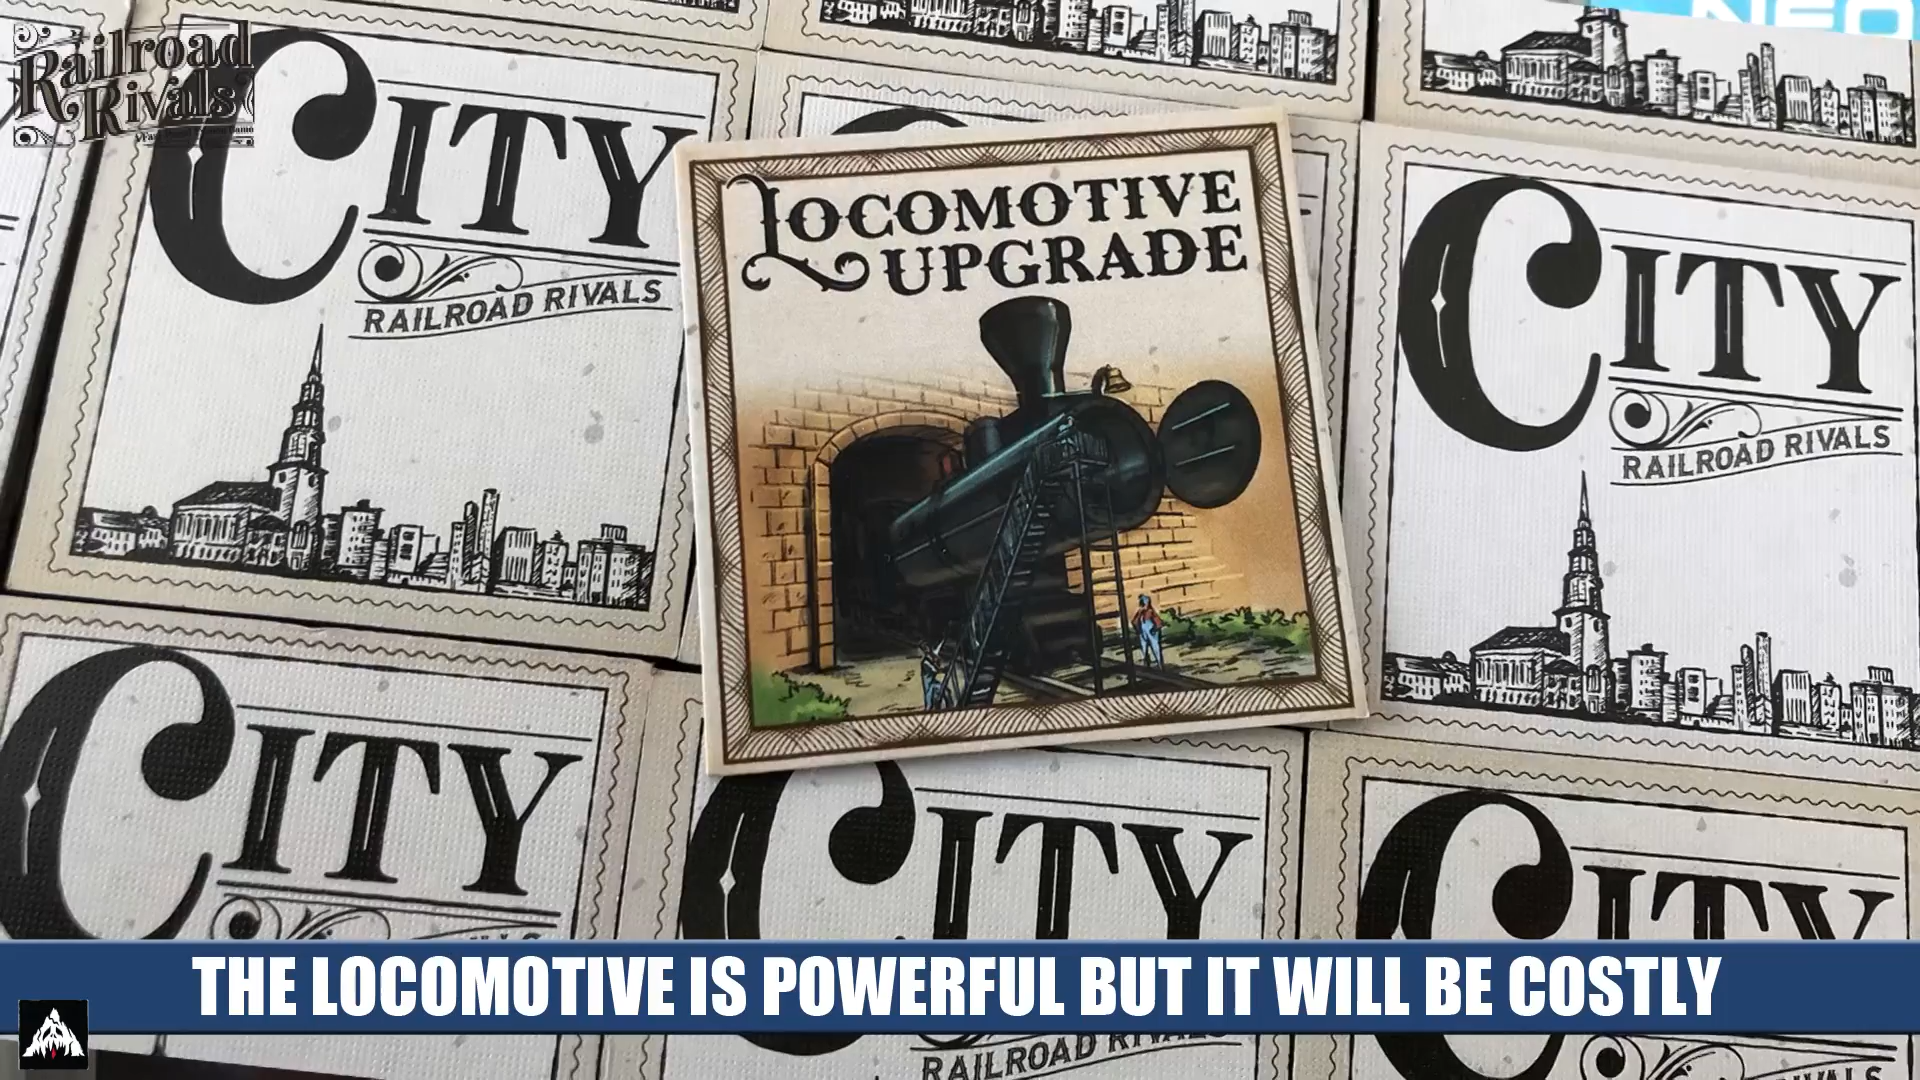 NEO
Railroad
Rivals
CITY
RAILROAD RIVALS
LOCOMOTIVE
UPGRADE
CITY
RAILROAD RIVALS
CITY
CITY
CITY
THE LOCOMOTIVE IS POWERFUL BUT IT WILL BE COSTLY
RAILROAD RIVALS